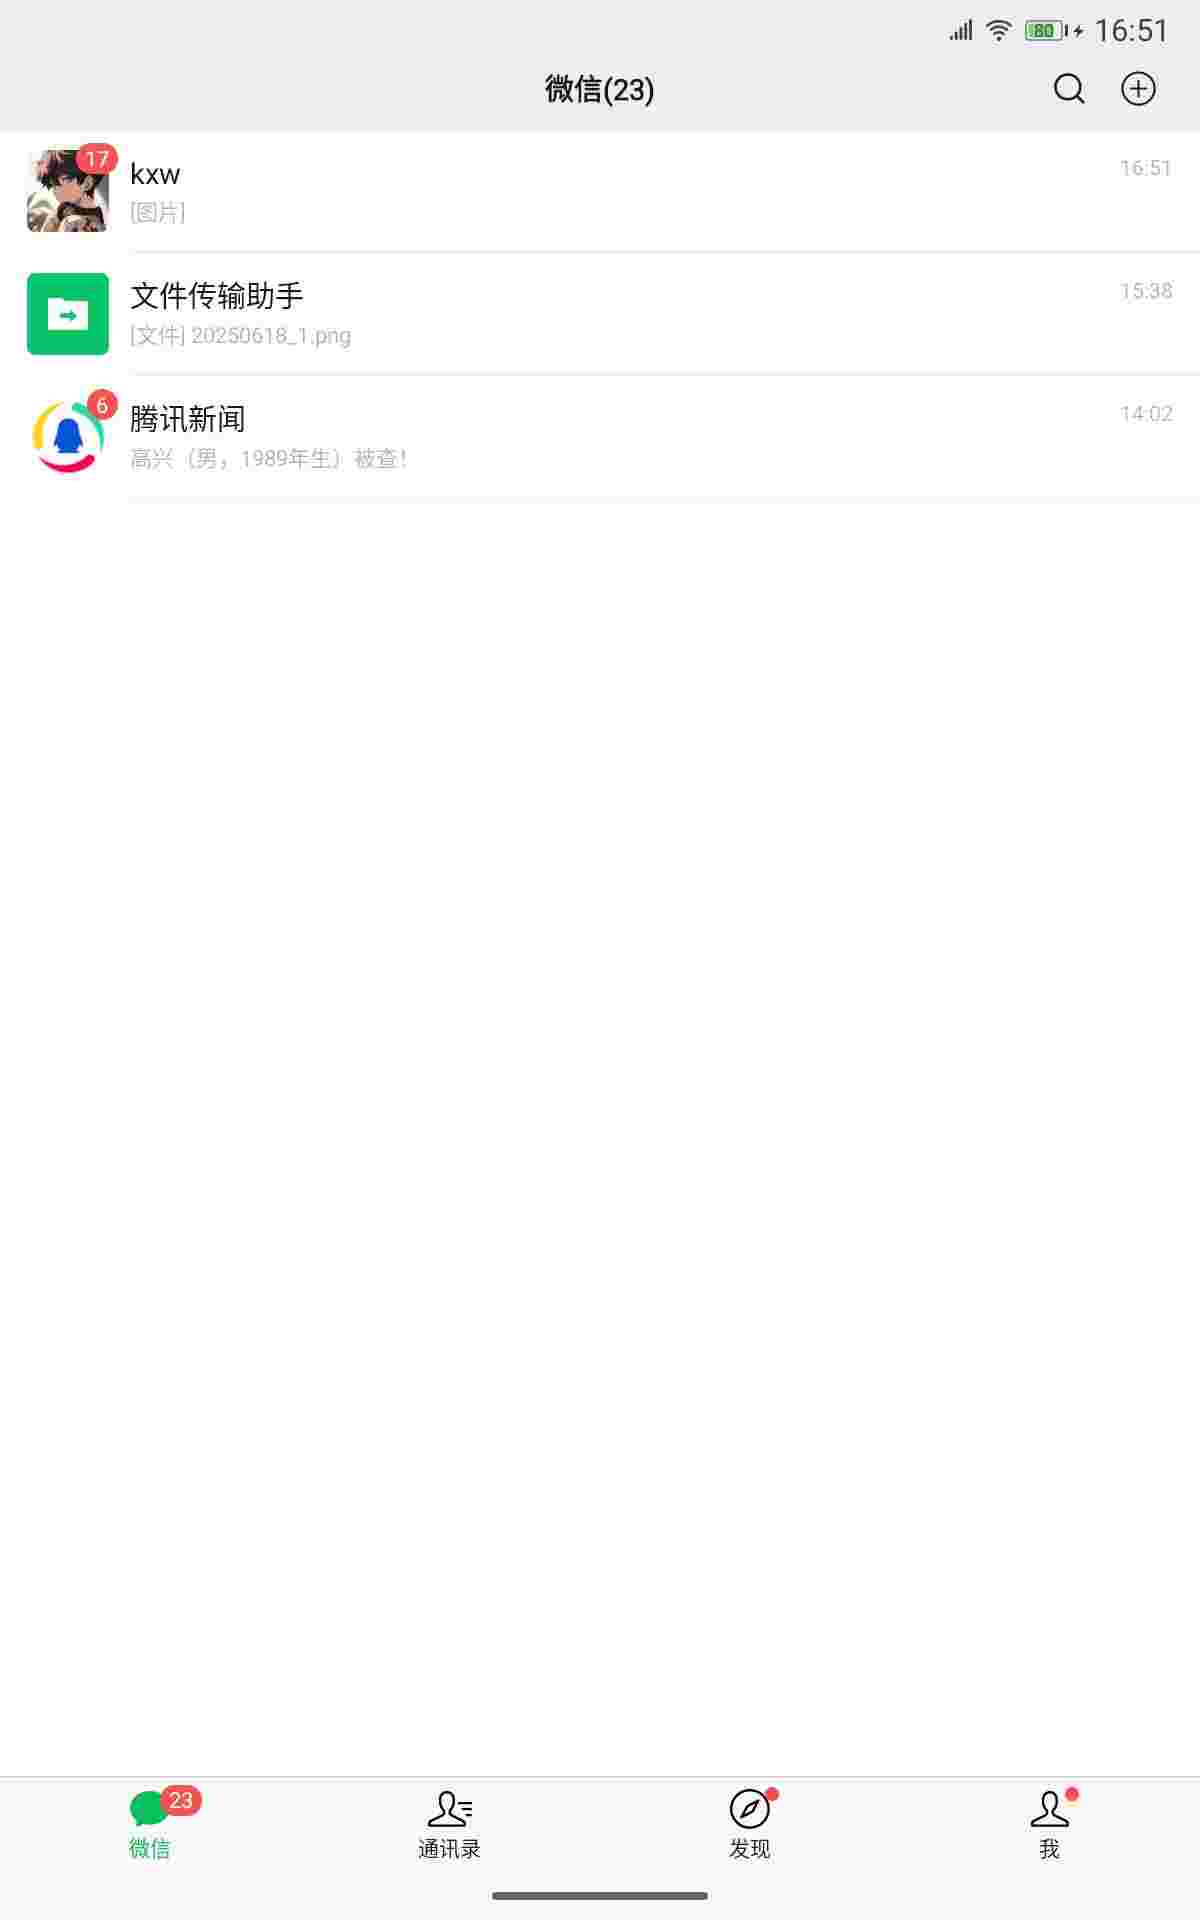 80 16:51
微信(23)
17
kxw
16:51
[图片]
文件传输助手
15:38
[文件] 20250618_1.png
6
腾讯新闻
14:02
高兴（男，1989年生）被查！
23
微信
通讯录
发现
我